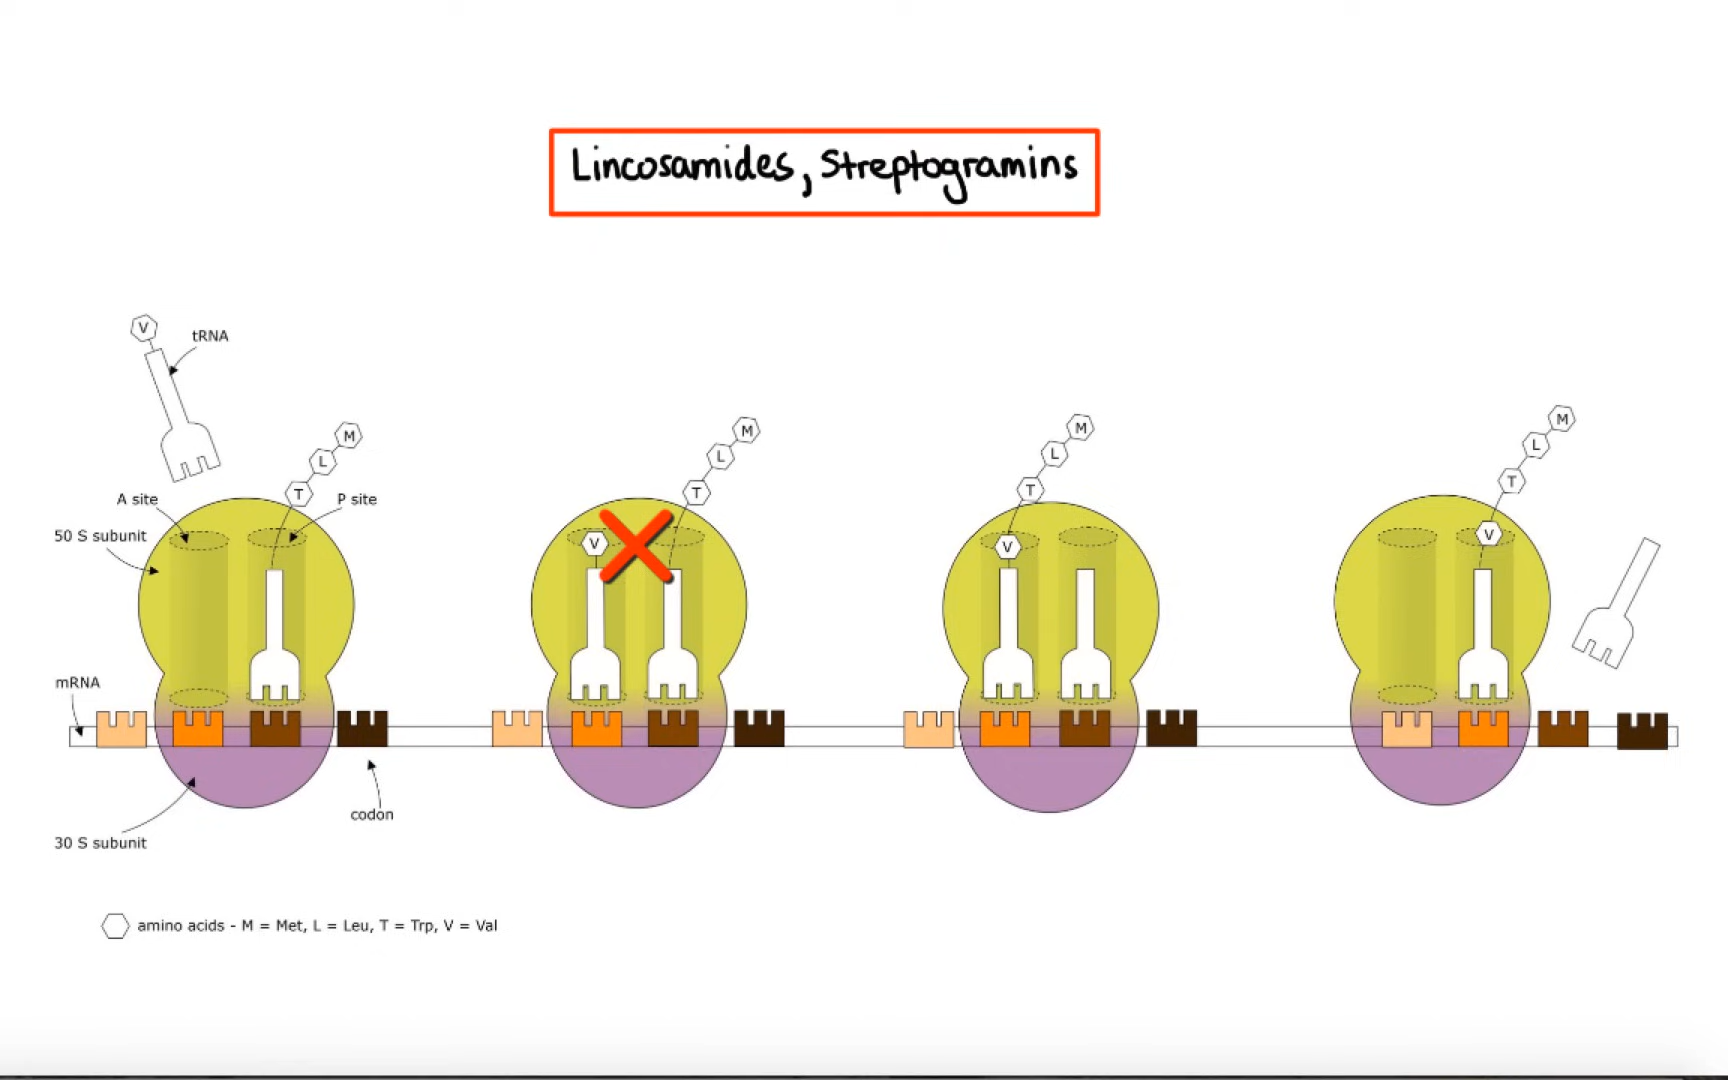 Lincosamides, Streptogramins
V
tRNA
M
L
T
A site
P site
50 S subunit
mRNA
codon
30 S subunit
M
L
T
V
M
L
T
V
M
L
T
V
amino acids - M = Met, L = Leu, T = Trp, V = Val